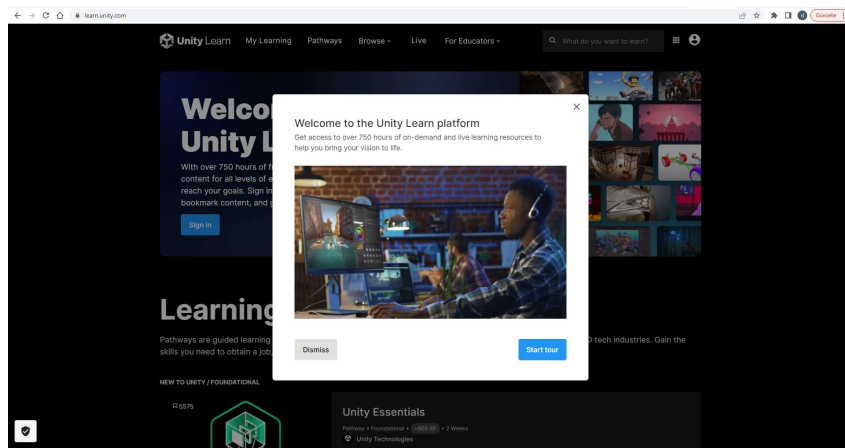 learn.unity.com
Güncelle
Unity Learn My Learning Pathways Browse Live For Educators What do you want to learn?
Welco
Unity L
With over 750 hours of f
content for all levels of e
reach your goals. Sign in
bookmark content, and g
Sign in
Welcome to the Unity Learn platform
Get access to over 750 hours of on-demand and live learning resources to
help you bring your vision to life.
Dismiss Start tour
Learning
Pathways are guided learning
D tech industries. Gain the
skills you need to obtain a job,
NEW TO UNITY / FOUNDATIONAL
5575
Unity Essentials
Pathway • Foundational • +600 XP • 2 Weeks
Unity Technologies